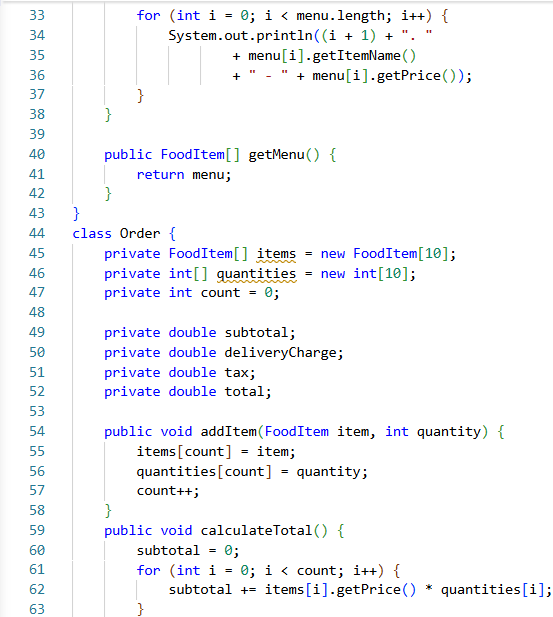 33 for (int i = 0; i < menu.length; i++) {
34 System.out.println((i + 1) + ". "
35 + menu[i].getItemName()
36 + " - " + menu[i].getPrice());
37 }
38 }
39
40 public FoodItem[] getMenu() {
41 return menu;
42 }
43 }
44 class Order {
45 private FoodItem[] items = new FoodItem[10];
46 private int[] quantities = new int[10];
47 private int count = 0;
48
49 private double subtotal;
50 private double deliveryCharge;
51 private double tax;
52 private double total;
53
54 public void addItem(FoodItem item, int quantity) {
55 items[count] = item;
56 quantities[count] = quantity;
57 count++;
58 }
59 public void calculateTotal() {
60 subtotal = 0;
61 for (int i = 0; i < count; i++) {
62 subtotal += items[i].getPrice() * quantities[i];
63 }